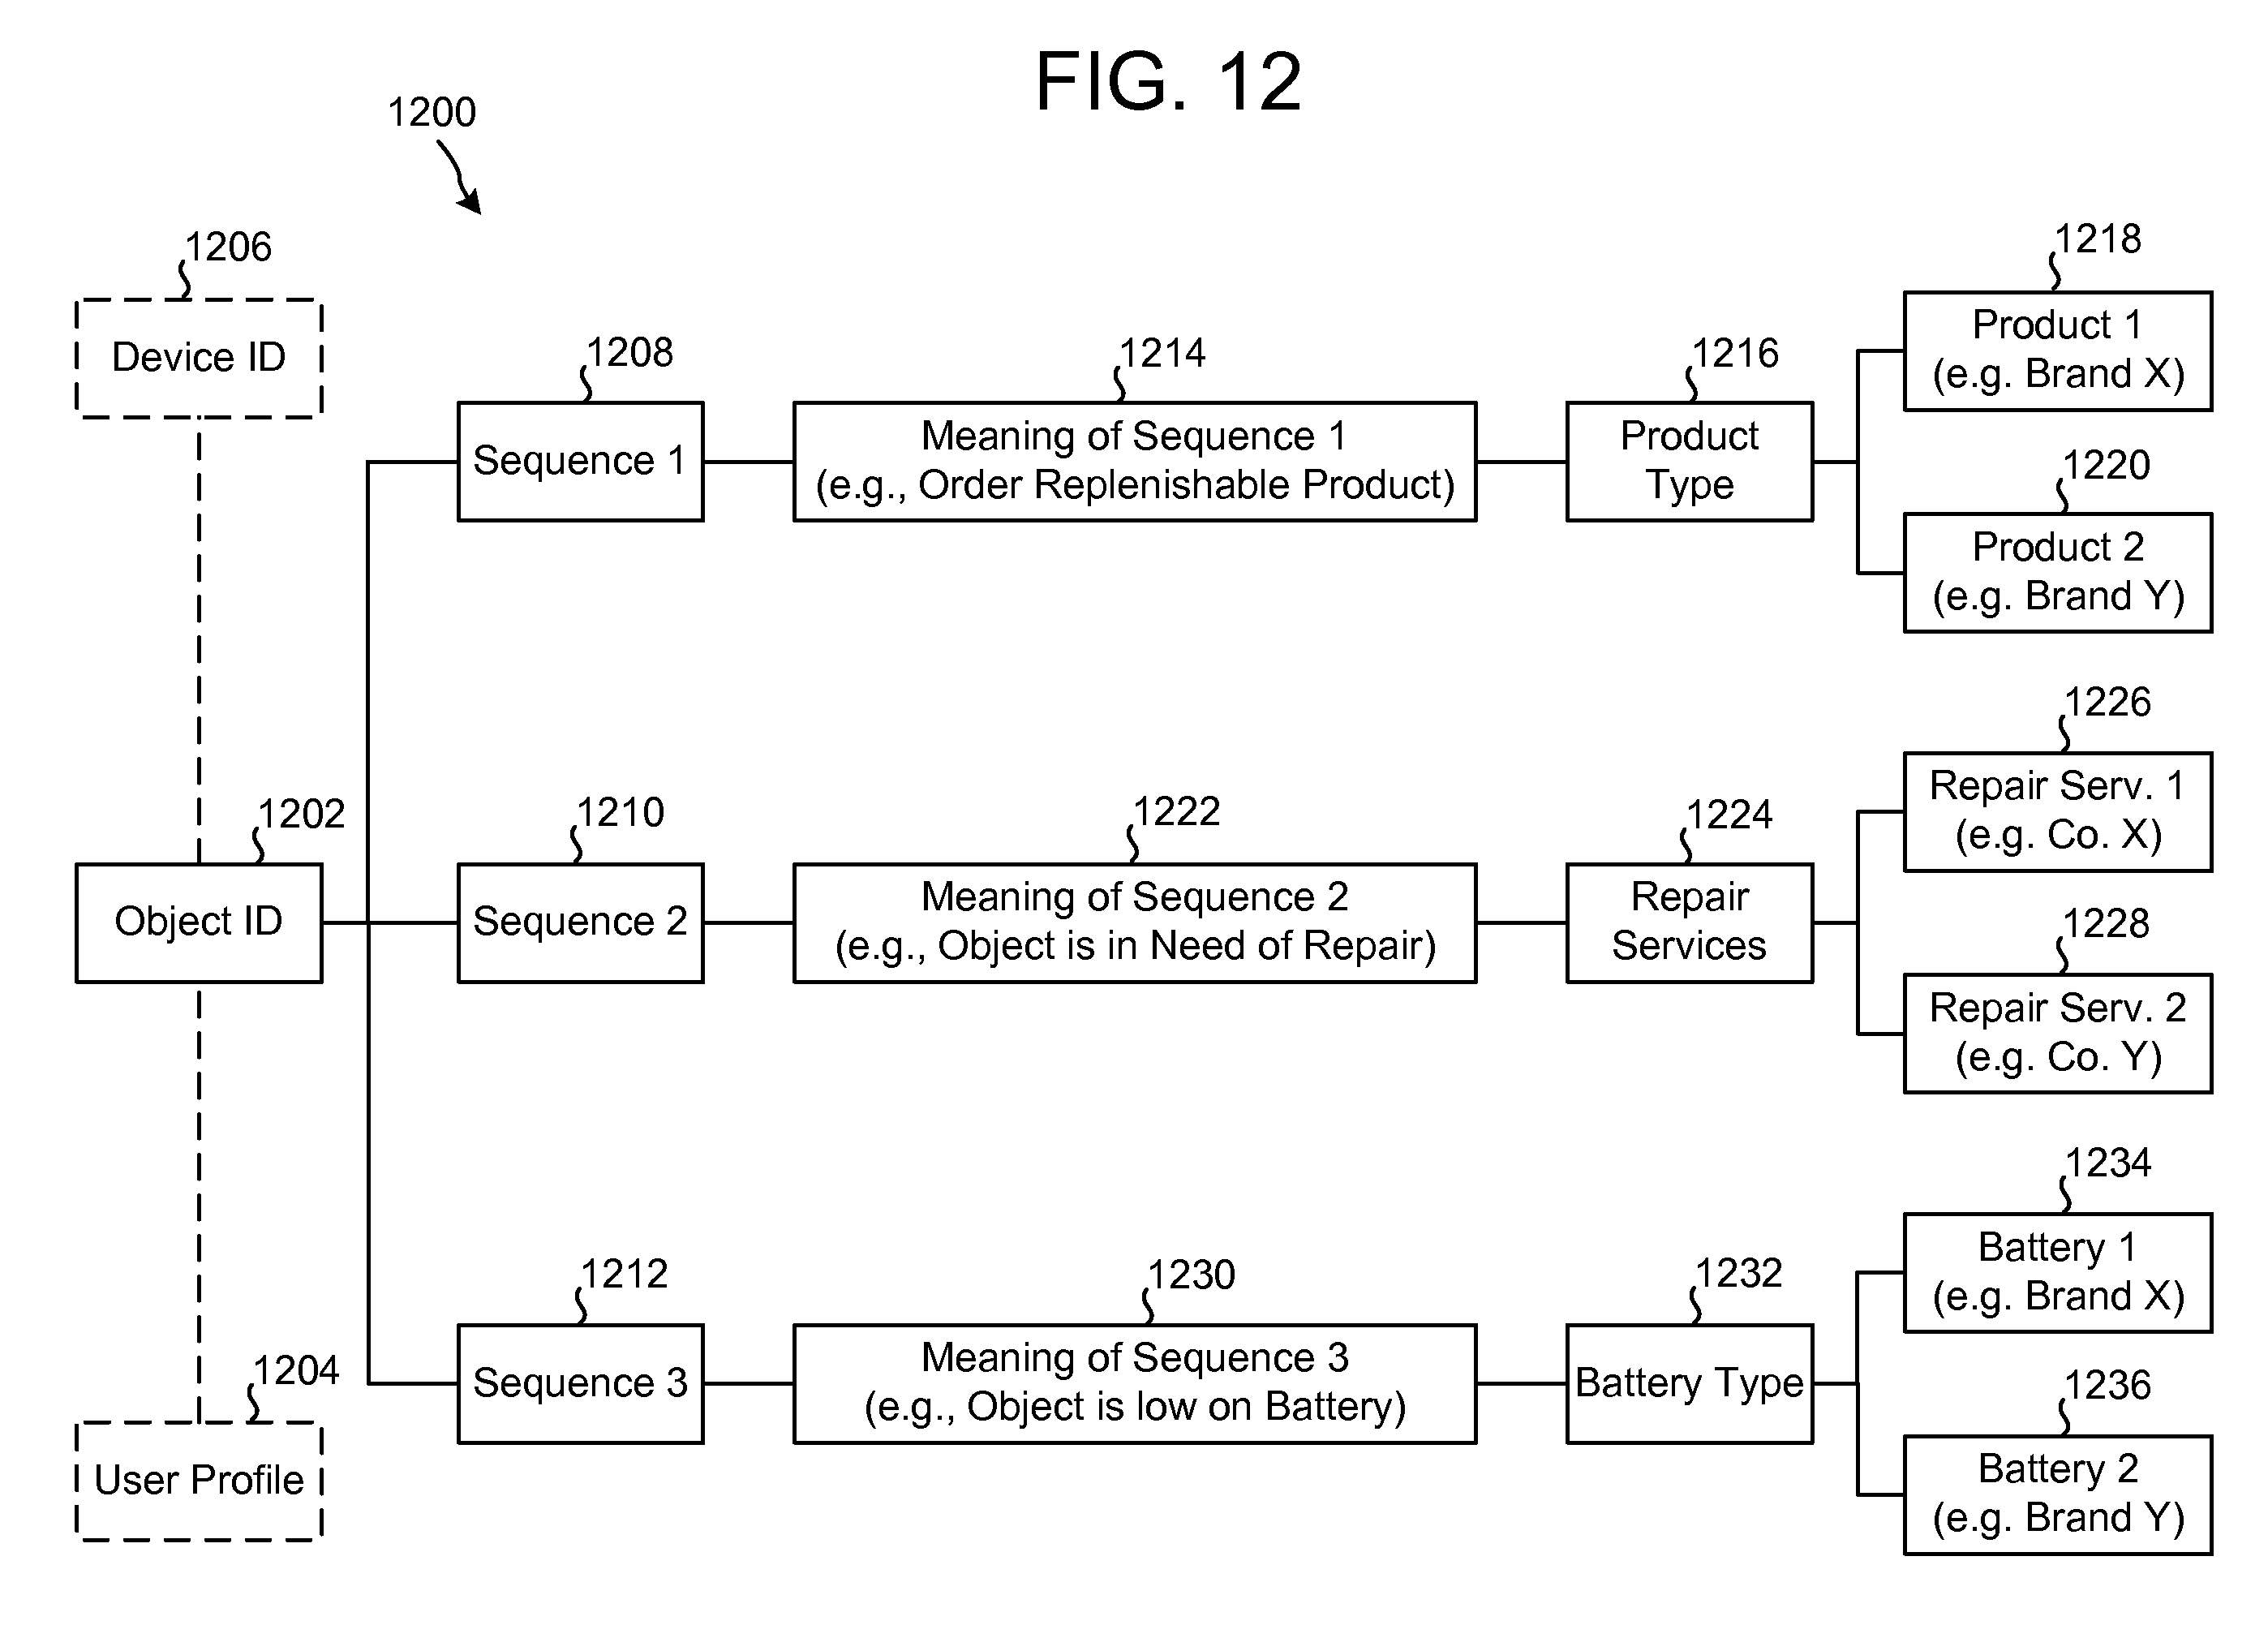 FIG. 12
1200
1206
Device ID
1202
Object ID
1204
User Profile
1208
Sequence 1
1214
Meaning of Sequence 1
(e.g., Order Replenishable Product)
1216
Product
Type
1218
Product 1
(e.g. Brand X)
1220
Product 2
(e.g. Brand Y)
1210
Sequence 2
1222
Meaning of Sequence 2
(e.g., Object is in Need of Repair)
1224
Repair
Services
1226
Repair Serv. 1
(e.g. Co. X)
1228
Repair Serv. 2
(e.g. Co. Y)
1212
Sequence 3
1230
Meaning of Sequence 3
(e.g., Object is low on Battery)
1232
Battery Type
1234
Battery 1
(e.g. Brand X)
1236
Battery 2
(e.g. Brand Y)